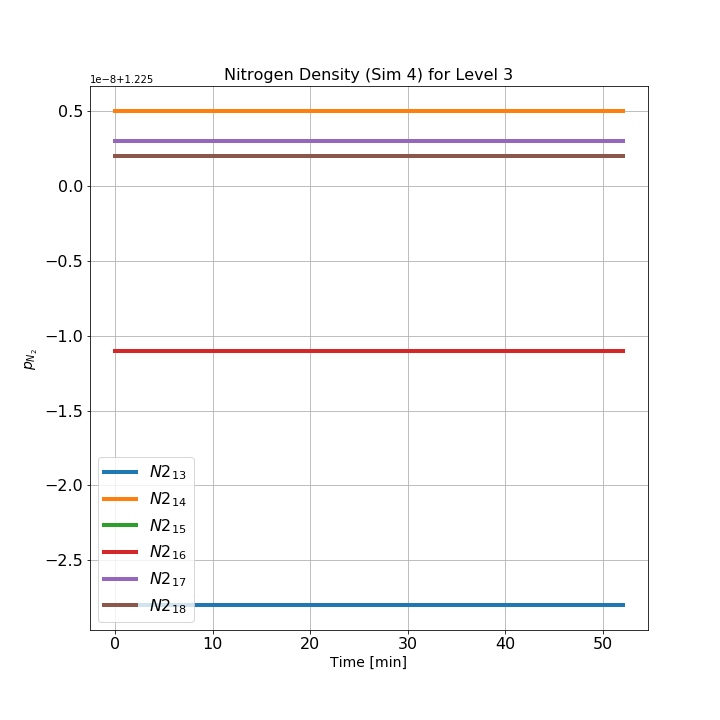 Nitrogen Density (Sim 4) for Level 3
1e−8+1.225
0.5
0.0
−0.5
−1.0
−1.5
−2.0
−2.5
p_{N_2}
N2_{13}
N2_{14}
N2_{15}
N2_{16}
N2_{17}
N2_{18}
0 10 20 30 40 50
Time [min]